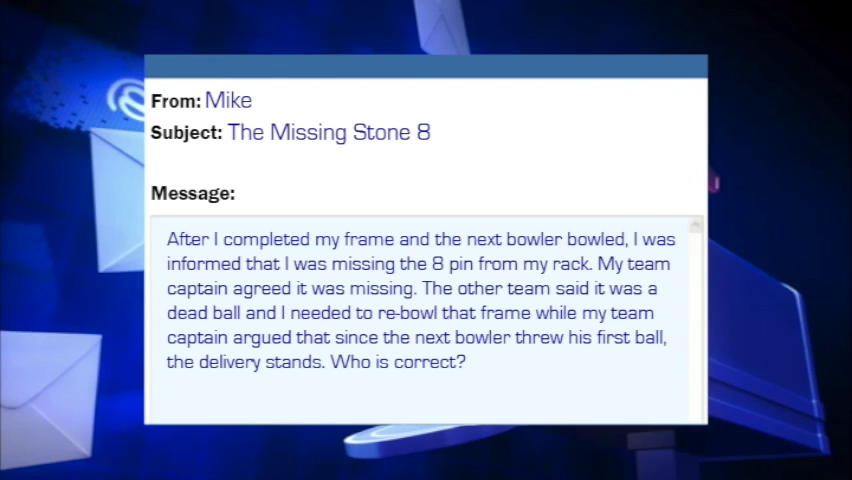 From: Mike
Subject: The Missing Stone 8
Message:
After I completed my frame and the next bowler bowled, I was
informed that I was missing the 8 pin from my rack. My team
captain agreed it was missing. The other team said it was a
dead ball and I needed to re-bowl that frame while my team
captain argued that since the next bowler threw his first ball,
the delivery stands. Who is correct?